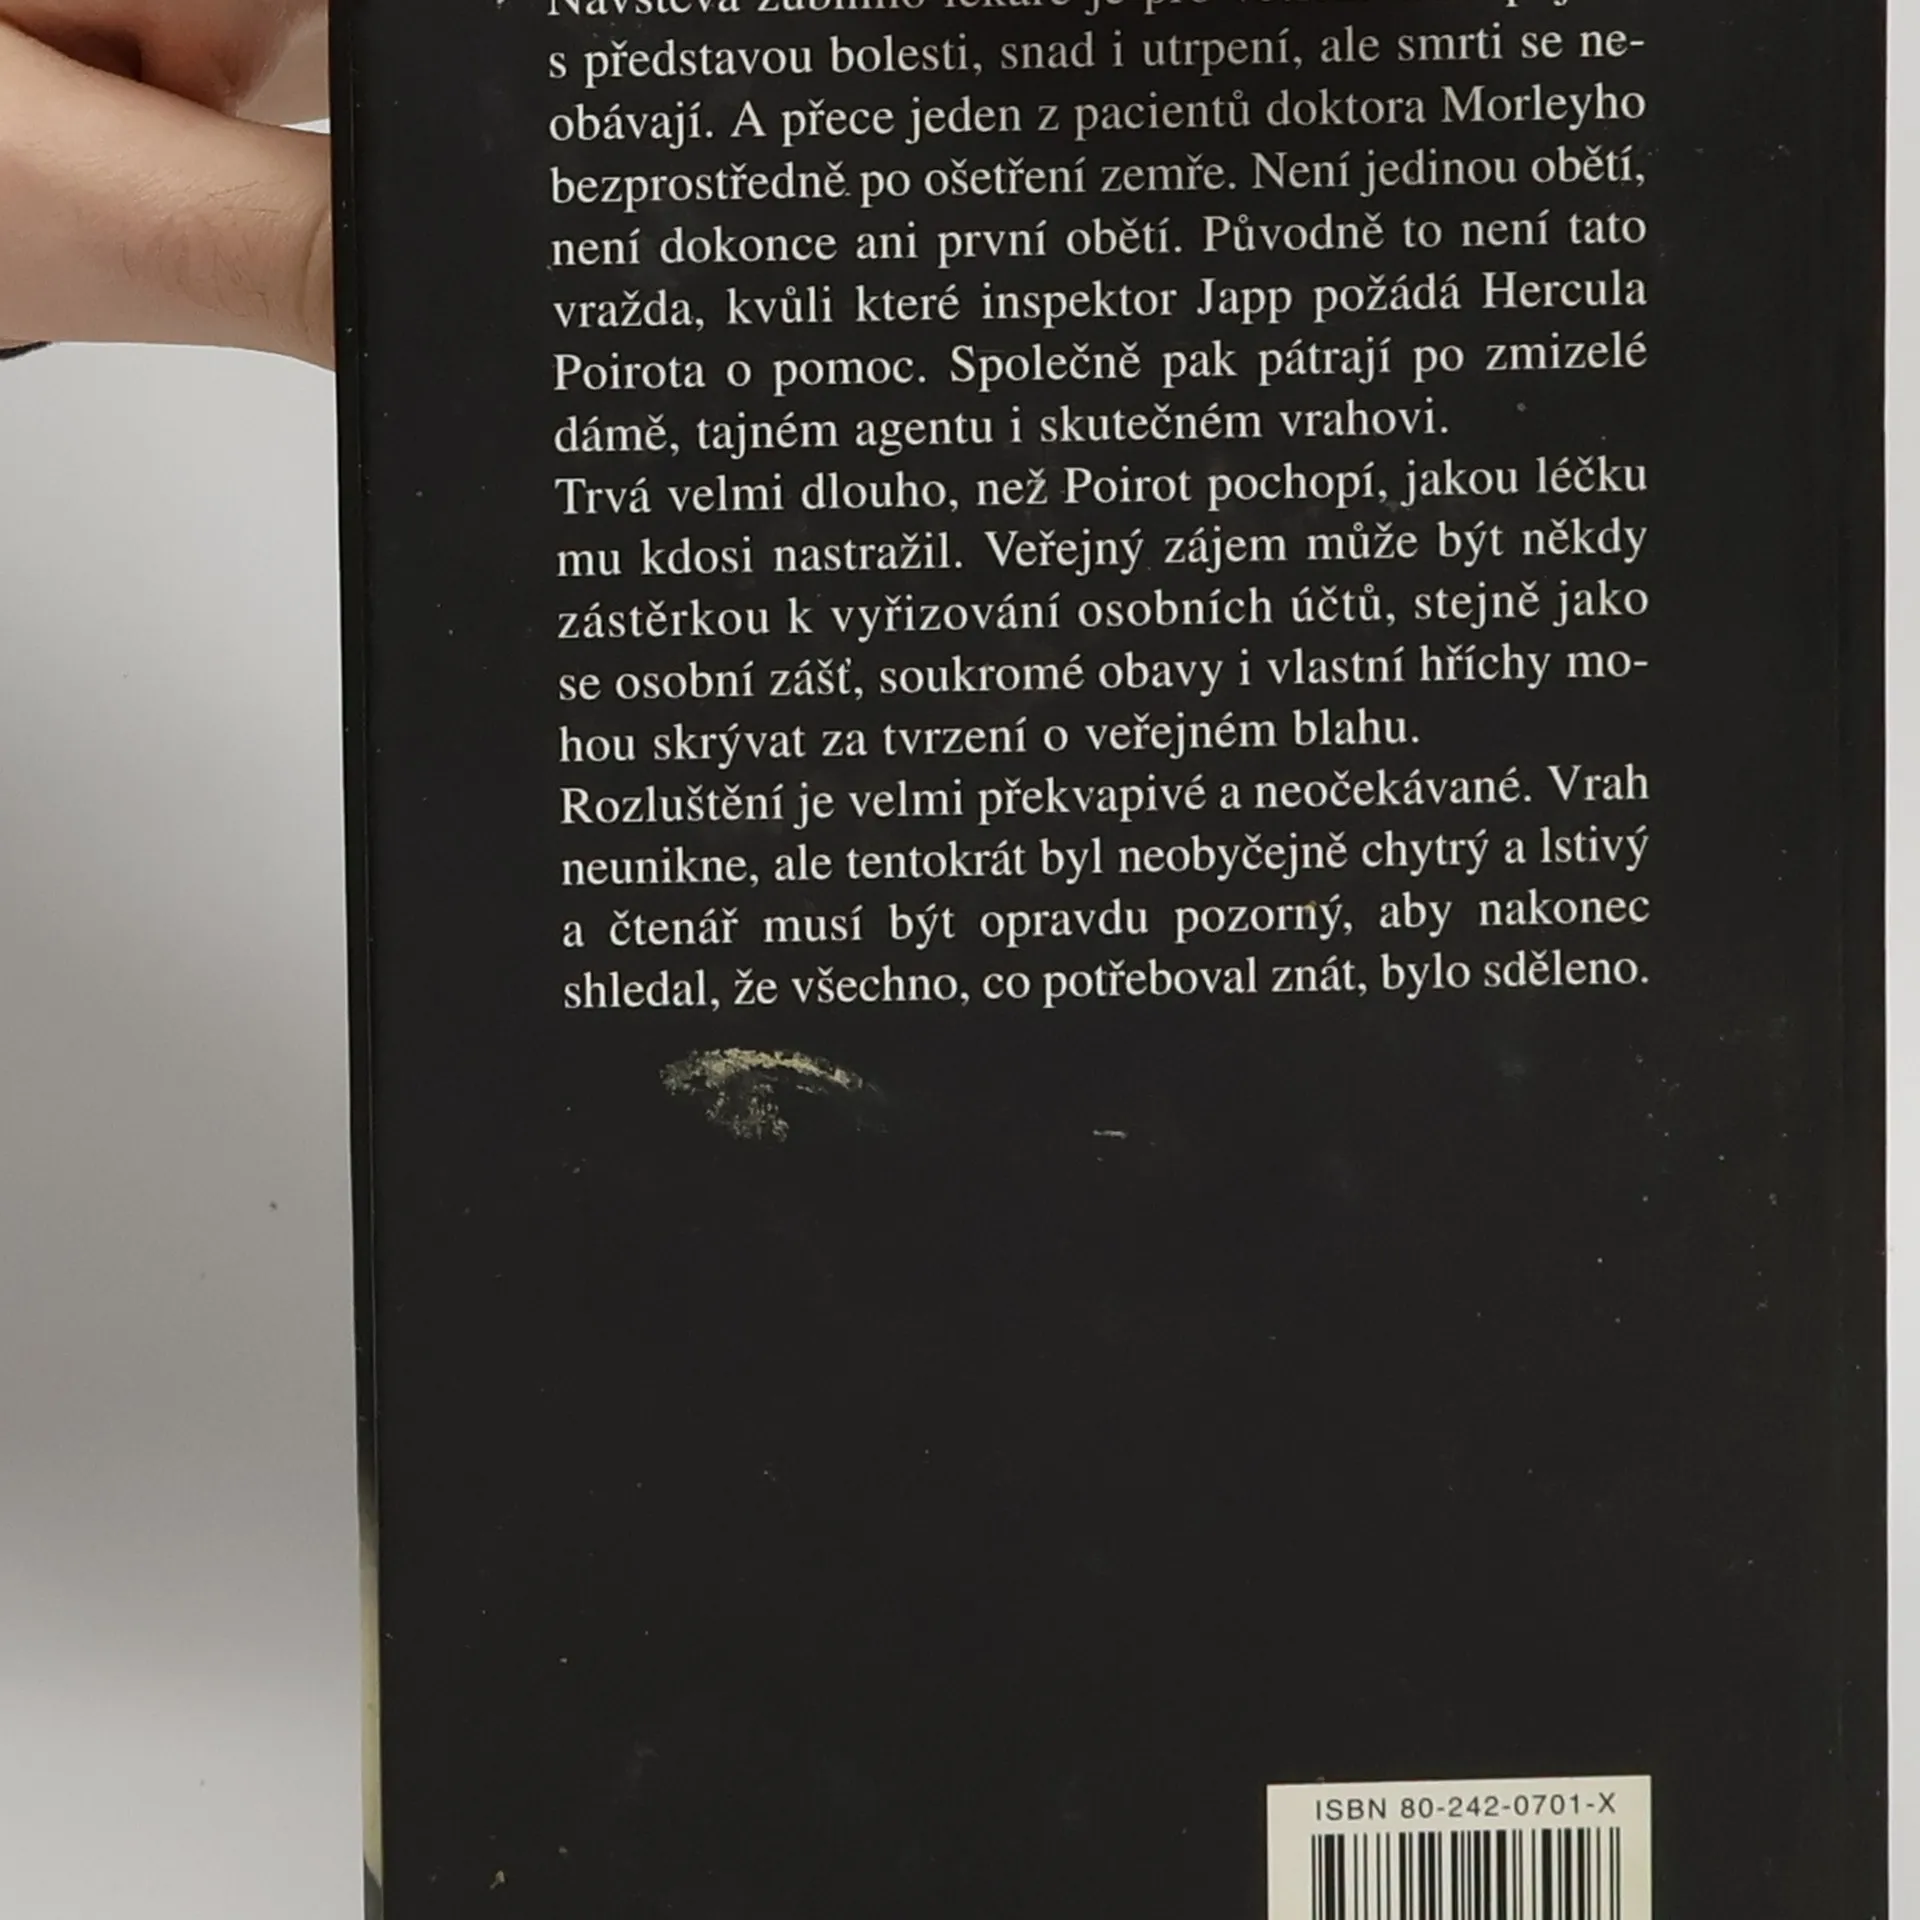 Návštěva zubního lékaře je pro
s představou bolesti, snad i utrpení, ale smrti se ne-
obávají. A přece jeden z pacientů doktora Morleyho
bezprostředně po ošetření zemře. Není jedinou obětí,
není dokonce ani první obětí. Původně to není tato
vražda, kvůli které inspektor Japp požádá Hercula
Poirota o pomoc. Společně pak pátrají po zmizelé
dámě, tajném agentu i skutečném vrahovi.
Trvá velmi dlouho, než Poirot pochopí, jakou léčku
mu kdosi nastražil. Veřejný zájem může být někdy
zástěrkou k vyřizování osobních účtů, stejně jako
se osobní zášť, soukromé obavy i vlastní hříchy mo-
hou skrývat za tvrzení o veřejném blahu.
Rozluštění je velmi překvapivé a neočekávané. Vrah
neunikne, ale tentokrát byl neobyčejně chytrý a lstivý
a čtenář musí být opravdu pozorný, aby nakonec
shledal, že všechno, co potřeboval znát, bylo sděleno.
ISBN 80-242-0701-X